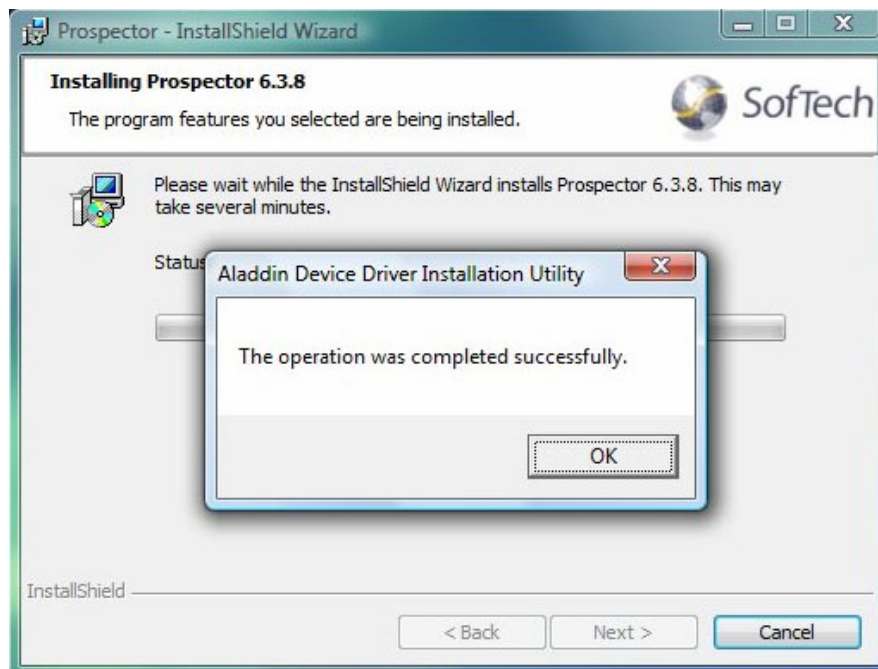 Prospector - InstallShield Wizard
Installing Prospector 6.3.8
The program features you selected are being installed.
SofTech
Please wait while the InstallShield Wizard installs Prospector 6.3.8. This may
take several minutes.
Status
Aladdin Device Driver Installation Utility
The operation was completed successfully.
OK
InstallShield
< Back
Next >
Cancel